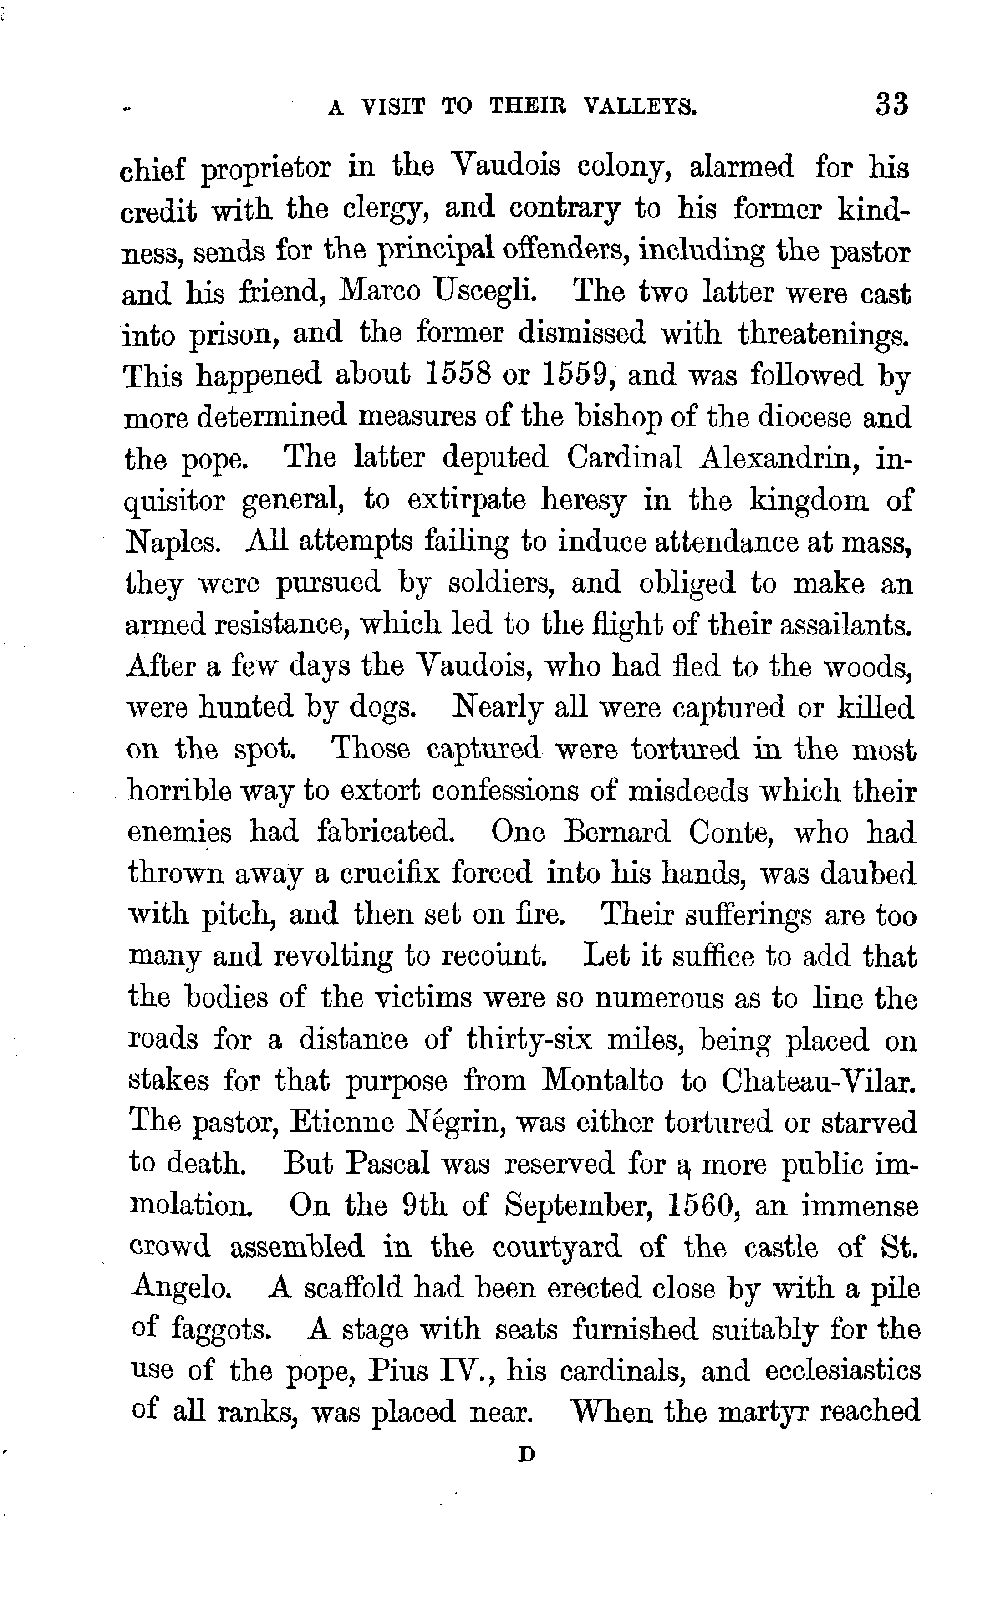 A VISIT TO THEIR VALLEYS. 33
chief proprietor in the Vaudois colony, alarmed for his
credit with the clergy, and contrary to his former kind-
ness, sends for the principal offenders, including the pastor
and his friend, Marco Uscegli. The two latter were cast
into prison, and the former dismissed with threatenings.
This happened about 1558 or 1559, and was followed by
more determined measures of the bishop of the diocese and
the pope. The latter deputed Cardinal Alexandrin, in-
quisitor general, to extirpate heresy in the kingdom of
Naples. All attempts failing to induce attendance at mass,
they were pursued by soldiers, and obliged to make an
armed resistance, which led to the flight of their assailants.
After a few days the Vaudois, who had fled to the woods,
were hunted by dogs. Nearly all were captured or killed
on the spot. Those captured were tortured in the most
horrible way to extort confessions of misdeeds which their
enemies had fabricated. One Bernard Conte, who had
thrown away a crucifix forced into his hands, was daubed
with pitch, and then set on fire. Their sufferings are too
many and revolting to recount. Let it suffice to add that
the bodies of the victims were so numerous as to line the
roads for a distance of thirty-six miles, being placed on
stakes for that purpose from Montalto to Chateau-Vilar.
The pastor, Etienne Négrin, was either tortured or starved
to death. But Pascal was reserved for a more public im-
molation. On the 9th of September, 1560, an immense
crowd assembled in the courtyard of the castle of St.
Angelo. A scaffold had been erected close by with a pile
of faggots. A stage with seats furnished suitably for the
use of the pope, Pius IV., his cardinals, and ecclesiastics
of all ranks, was placed near. When the martyr reached
D